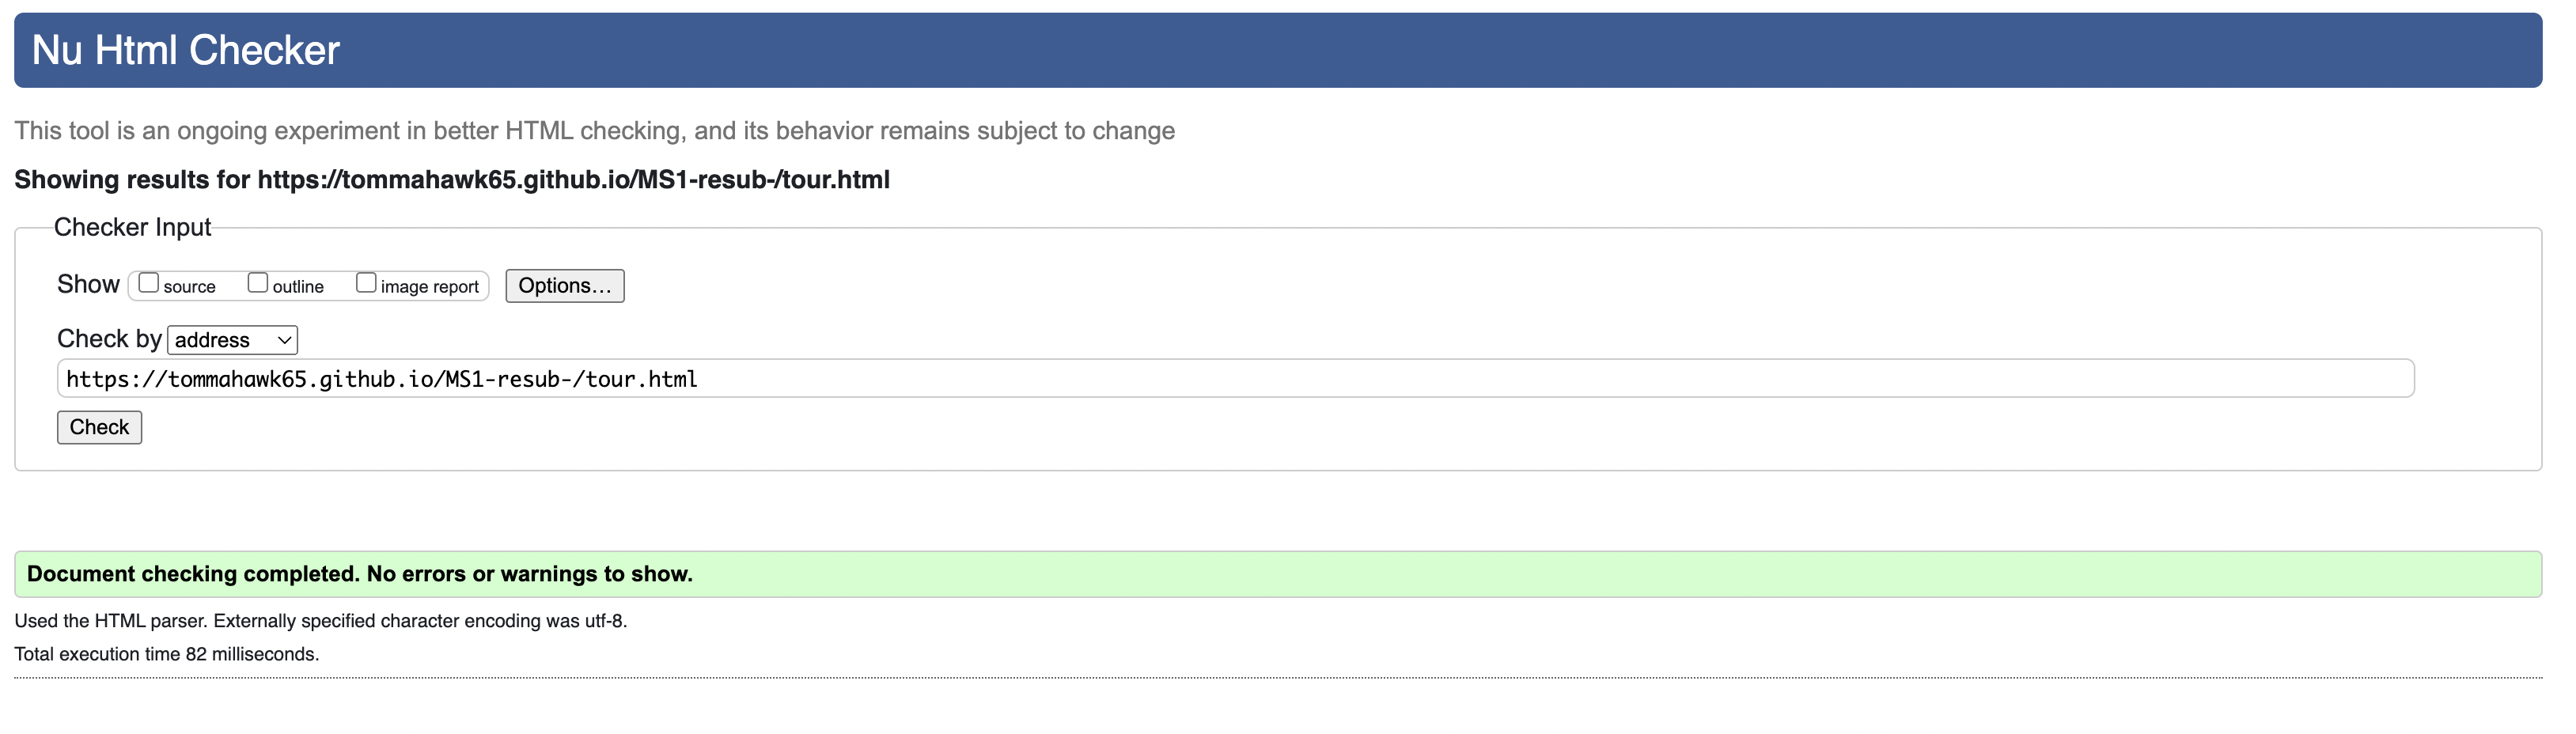 Nu Html Checker
This tool is an ongoing experiment in better HTML checking, and its behavior remains subject to change
Showing results for https://tommahawk65.github.io/MS1-resub-/tour.html
Checker Input
Show source outline image report Options…
Check by address
https://tommahawk65.github.io/MS1-resub-/tour.html
Check
Document checking completed. No errors or warnings to show.
Used the HTML parser. Externally specified character encoding was utf-8.
Total execution time 82 milliseconds.